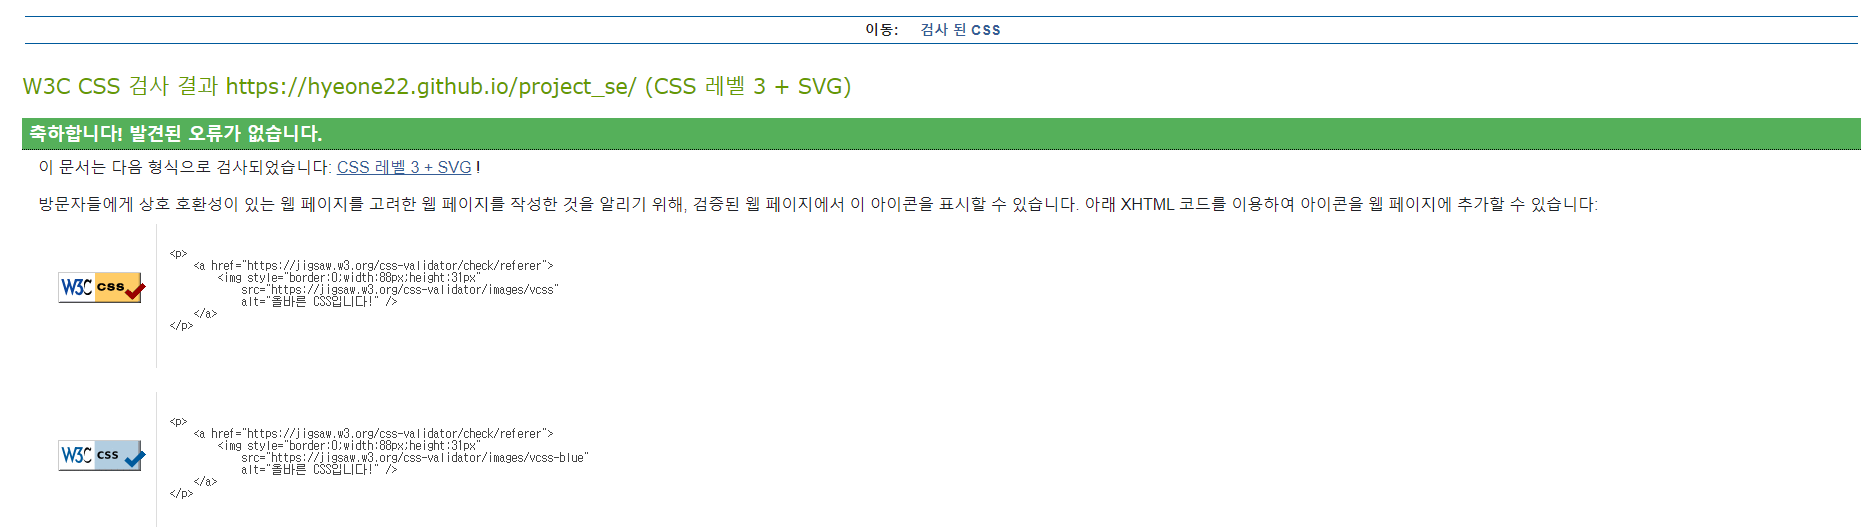 이동: 검사 된 CSS
W3C CSS 검사 결과 https://hyeone22.github.io/project_se/ (CSS 레벨 3 + SVG)
축하합니다! 발견된 오류가 없습니다.
이 문서는 다음 형식으로 검사되었습니다: CSS 레벨 3 + SVG !
방문자들에게 상호 호환성이 있는 웹 페이지를 고려한 웹 페이지를 작성한 것을 알리기 위해, 검증된 웹 페이지에서 이 아이콘을 표시할 수 있습니다. 아래 XHTML 코드를 이용하여 아이콘을 웹 페이지에 추가할 수 있습니다:
W3C css
<p>
<a href="https://jigsaw.w3.org/css-validator/check/referer">
<img style="border:0;width:88px;height:31px"
src="https://jigsaw.w3.org/css-validator/images/vcss"
alt="올바른 CSS입니다!" />
</a>
</p>
W3C css
<p>
<a href="https://jigsaw.w3.org/css-validator/check/referer">
<img style="border:0;width:88px;height:31px"
src="https://jigsaw.w3.org/css-validator/images/vcss-blue"
alt="올바른 CSS입니다!" />
</a>
</p>